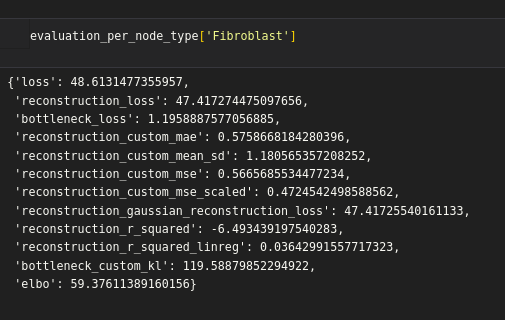 evaluation_per_node_type['Fibroblast']
{'loss': 48.6131477355957,
'reconstruction_loss': 47.417274475097656,
'bottleneck_loss': 1.1958887577056885,
'reconstruction_custom_mae': 0.5758668184280396,
'reconstruction_custom_mean_sd': 1.180565357208252,
'reconstruction_custom_mse': 0.5665685534477234,
'reconstruction_custom_mse_scaled': 0.4724542498588562,
'reconstruction_gaussian_reconstruction_loss': 47.41725540161133,
'reconstruction_r_squared': -6.493439197540283,
'reconstruction_r_squared_linreg': 0.03642991557717323,
'bottleneck_custom_kl': 119.58879852294922,
'elbo': 59.37611389160156}